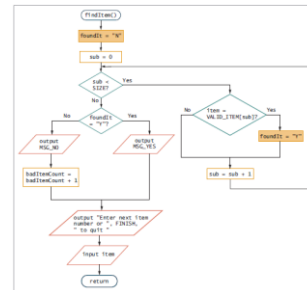 findItem()
foundIt = "N"
sub = 0
sub =
SIZE?
Yes
No
foundIt
= "Y"?
No
Yes
output
MSG_NO
output
MSG_YES
badItemCount =
badItemCount + 1
item =
VALID_ITEM[sub]?
No
Yes
foundIt = "Y"
sub = sub + 1
output "Enter next item
number or ", FINISH,
" to quit "
input item
return